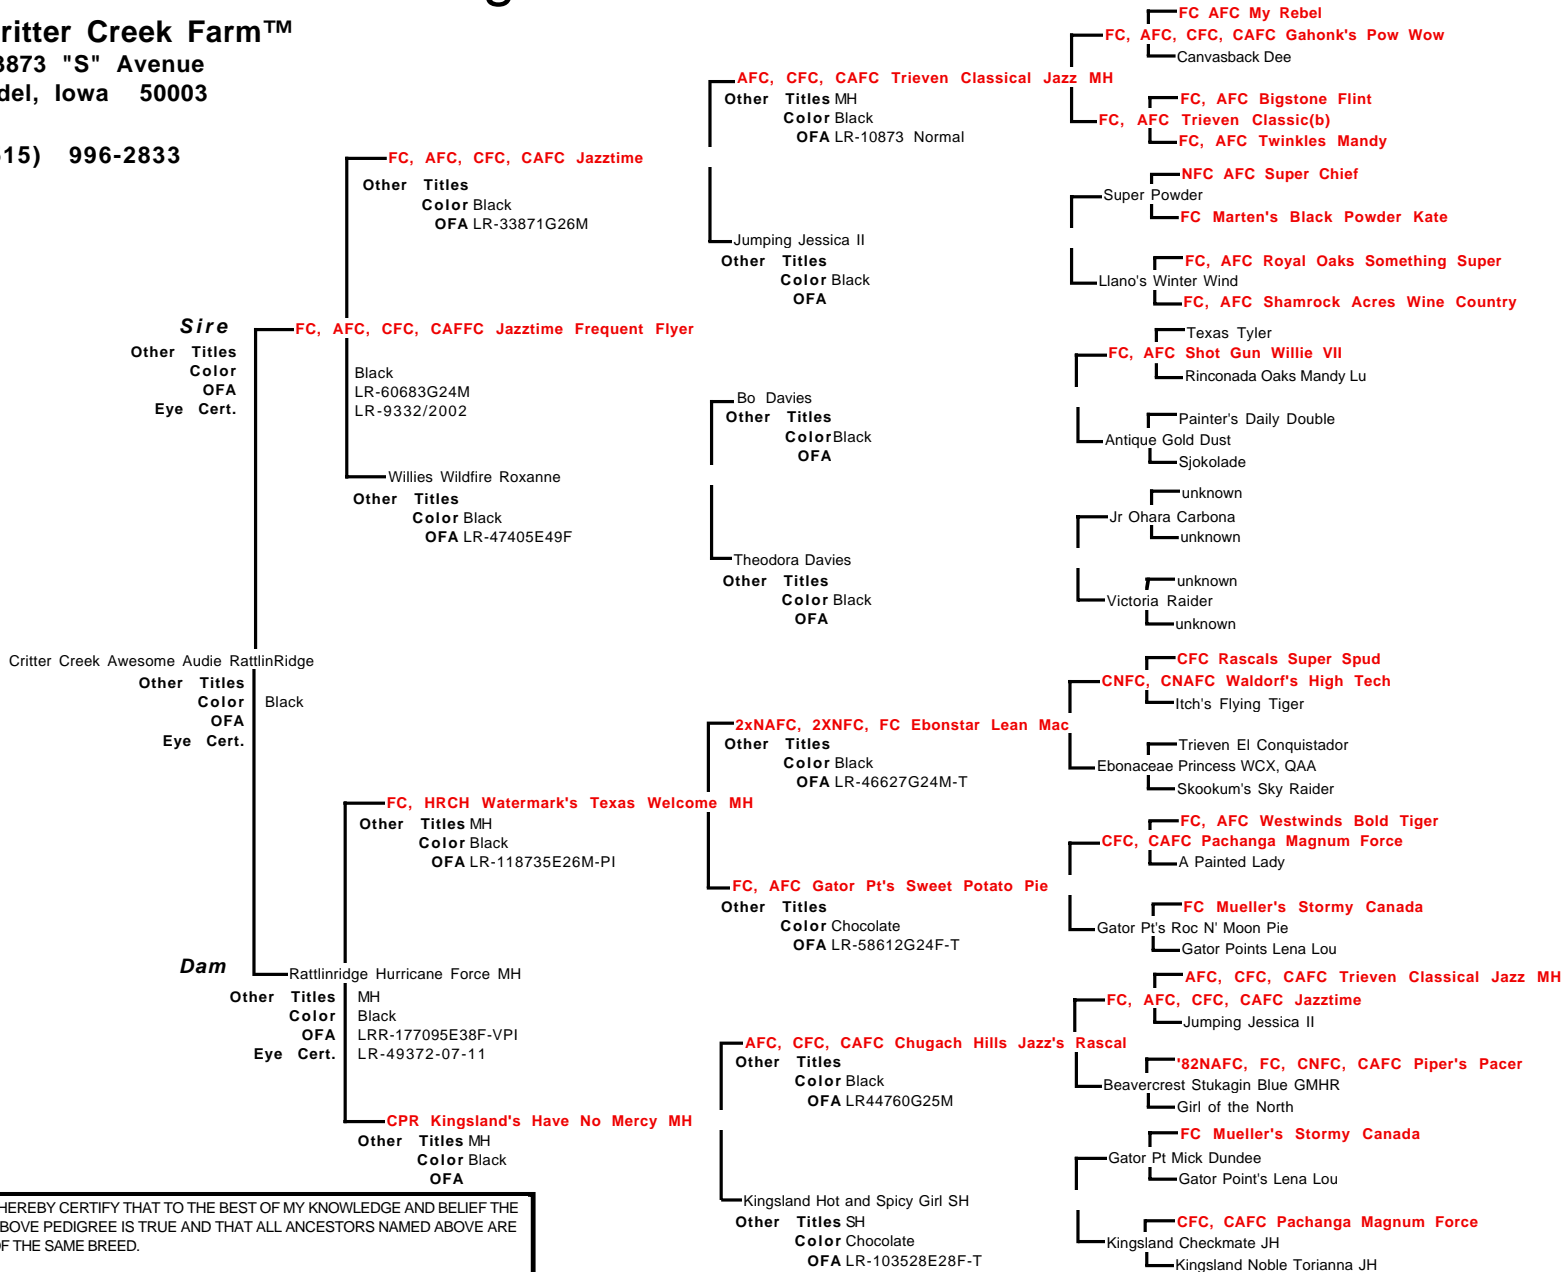 ritter Creek Farm™
3873 "S" Avenue
del, Iowa 50003
15) 996-2833
FC AFC My Rebel
FC, AFC, CFC, CAFC Gahonk's Pow Wow
Canvasback Dee
AFC, CFC, CAFC Trieven Classical Jazz MH
Other Titles MH
Color Black
OFA LR-10873 Normal
FC, AFC Bigstone Flint
FC, AFC Trieven Classic(b)
FC, AFC Twinkles Mandy
FC, AFC, CFC, CAFC Jazztime
Other Titles
Color Black
OFA LR-33871G26M
NFC AFC Super Chief
Super Powder
FC Marten's Black Powder Kate
Jumping Jessica II
Other Titles
Color Black
OFA
FC, AFC Royal Oaks Something Super
Llano's Winter Wind
FC, AFC Shamrock Acres Wine Country
Sire
FC, AFC, CFC, CAFFC Jazztime Frequent Flyer
Other Titles
Color Black
OFA LR-60683G24M
Eye Cert. LR-9332/2002
Texas Tyler
FC, AFC Shot Gun Willie VII
Rinconada Oaks Mandy Lu
Bo Davies
Other Titles
Color Black
OFA
Painter's Daily Double
Antique Gold Dust
Sjokolade
Willies Wildfire Roxanne
Other Titles
Color Black
OFA LR-47405E49F
unknown
Jr Ohara Carbona
unknown
Theodora Davies
Other Titles
Color Black
OFA
unknown
Victoria Raider
unknown
Critter Creek Awesome Audie RattlinRidge
Other Titles
Color Black
OFA
Eye Cert.
CFC Rascals Super Spud
CNFC, CNAFC Waldorf's High Tech
Itch's Flying Tiger
2xNAFC, 2XNFC, FC Ebonstar Lean Mac
Other Titles
Color Black
OFA LR-46627G24M-T
Trieven El Conquistador
Ebonaceae Princess WCX, QAA
Skookum's Sky Raider
FC, HRCH Watermark's Texas Welcome MH
Other Titles MH
Color Black
OFA LR-118735E26M-PI
FC, AFC Westwinds Bold Tiger
CFC, CAFC Pachanga Magnum Force
A Painted Lady
FC, AFC Gator Pt's Sweet Potato Pie
Other Titles
Color Chocolate
OFA LR-58612G24F-T
FC Mueller's Stormy Canada
Gator Pt's Roc N' Moon Pie
Gator Points Lena Lou
Dam
Rattlinridge Hurricane Force MH
Other Titles MH
Color Black
OFA LRR-177095E38F-VPI
Eye Cert. LR-49372-07-11
AFC, CFC, CAFC Trieven Classical Jazz MH
FC, AFC, CFC, CAFC Jazztime
Jumping Jessica II
AFC, CFC, CAFC Chugach Hills Jazz's Rascal
Other Titles
Color Black
OFA LR44760G25M
'82NAFC, FC, CNFC, CAFC Piper's Pacer
Beavercrest Stukagin Blue GMHR
Girl of the North
CPR Kingsland's Have No Mercy MH
Other Titles MH
Color Black
OFA
FC Mueller's Stormy Canada
Gator Pt Mick Dundee
Gator Point's Lena Lou
Kingsland Hot and Spicy Girl SH
Other Titles SH
Color Chocolate
OFA LR-103528E28F-T
CFC, CAFC Pachanga Magnum Force
Kingsland Checkmate JH
Kingsland Noble Torianna JH
HEREBY CERTIFY THAT TO THE BEST OF MY KNOWLEDGE AND BELIEF THE
BOVE PEDIGREE IS TRUE AND THAT ALL ANCESTORS NAMED ABOVE ARE
OF THE SAME BREED.